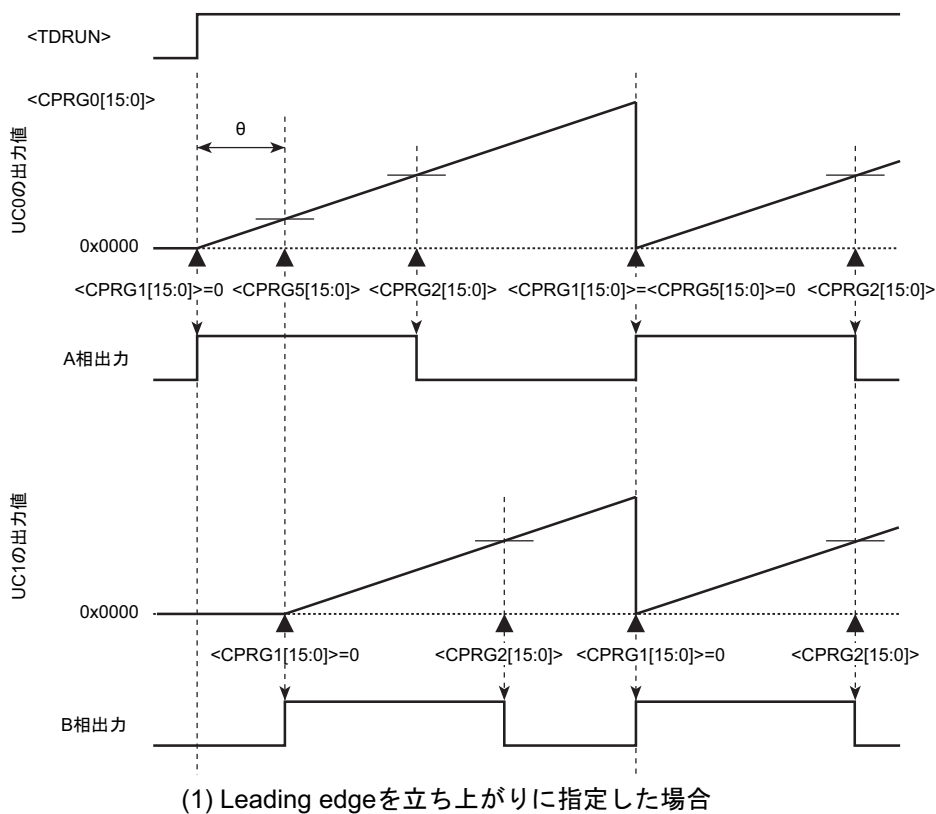 <TDRUN>
<CPRG0[15:0]>
θ
UC0の出力値
0x0000
<CPRG1[15:0]>=0 <CPRG5[15:0]> <CPRG2[15:0]> <CPRG1[15:0]>=<CPRG5[15:0]>=0 <CPRG2[15:0]>
A相出力
UC1の出力値
0x0000
<CPRG1[15:0]>=0 <CPRG2[15:0]> <CPRG1[15:0]>=0 <CPRG2[15:0]>
B相出力
(1) Leading edgeを立ち上がりに指定した場合